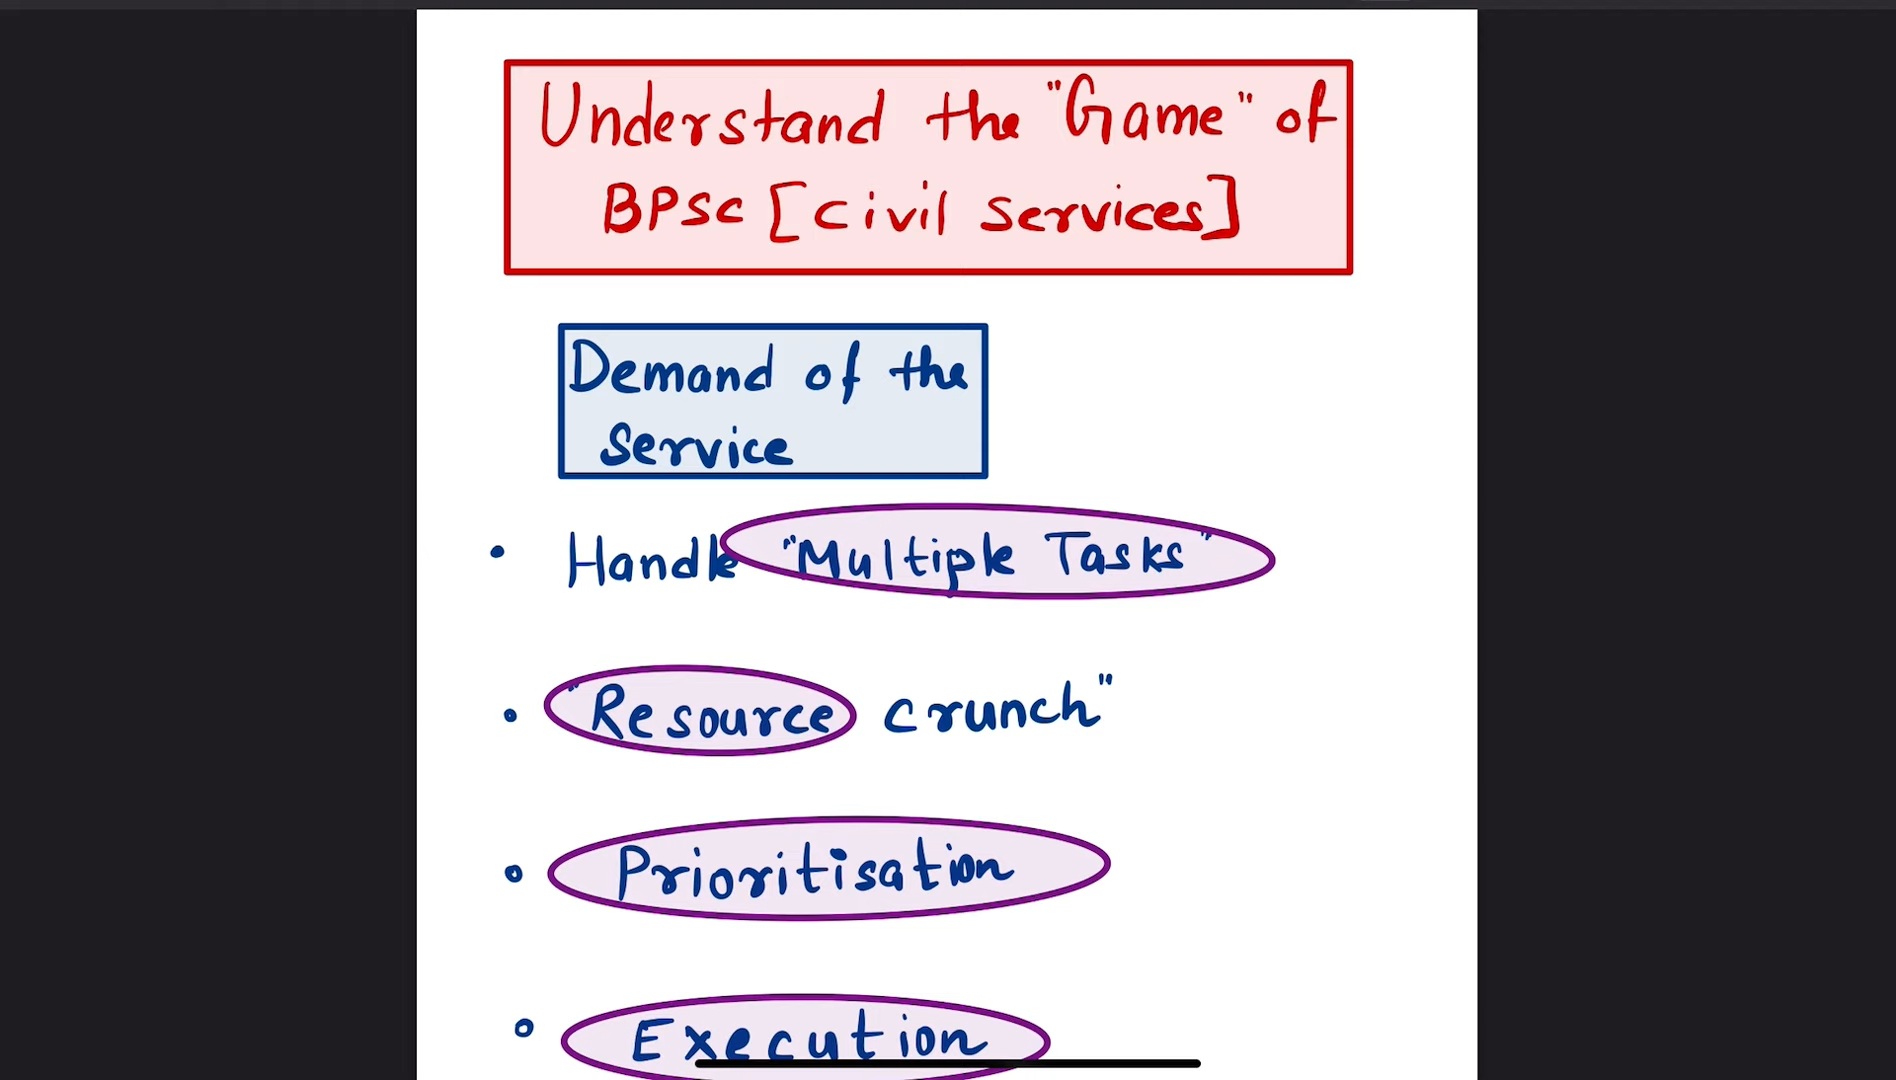 Understand the "Game" of
BPSC [Civil Services]
Demand of the
Service
• Handle "Multiple Tasks"
• "Resource crunch"
• Prioritisation
• Execution